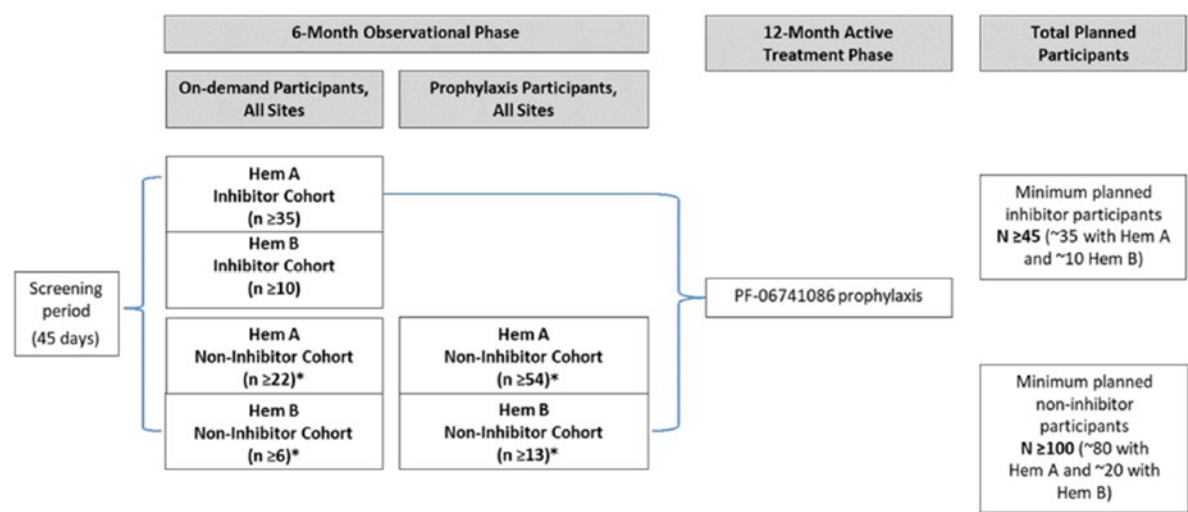 6-Month Observational Phase
12-Month Active
Treatment Phase
Total Planned
Participants
On-demand Participants,
All Sites
Prophylaxis Participants,
All Sites
Screening
period
(45 days)
Hem A
Inhibitor Cohort
(n ≥35)
Hem B
Inhibitor Cohort
(n ≥10)
Hem A
Non-Inhibitor Cohort
(n ≥22)*
Hem B
Non-Inhibitor Cohort
(n ≥6)*
Hem A
Non-Inhibitor Cohort
(n ≥54)*
Hem B
Non-Inhibitor Cohort
(n ≥13)*
PF-06741086 prophylaxis
Minimum planned
inhibitor participants
N ≥45 (~35 with Hem A
and ~10 Hem B)
Minimum planned
non-inhibitor
participants
N ≥100 (~80 with
Hem A and ~20 with
Hem B)